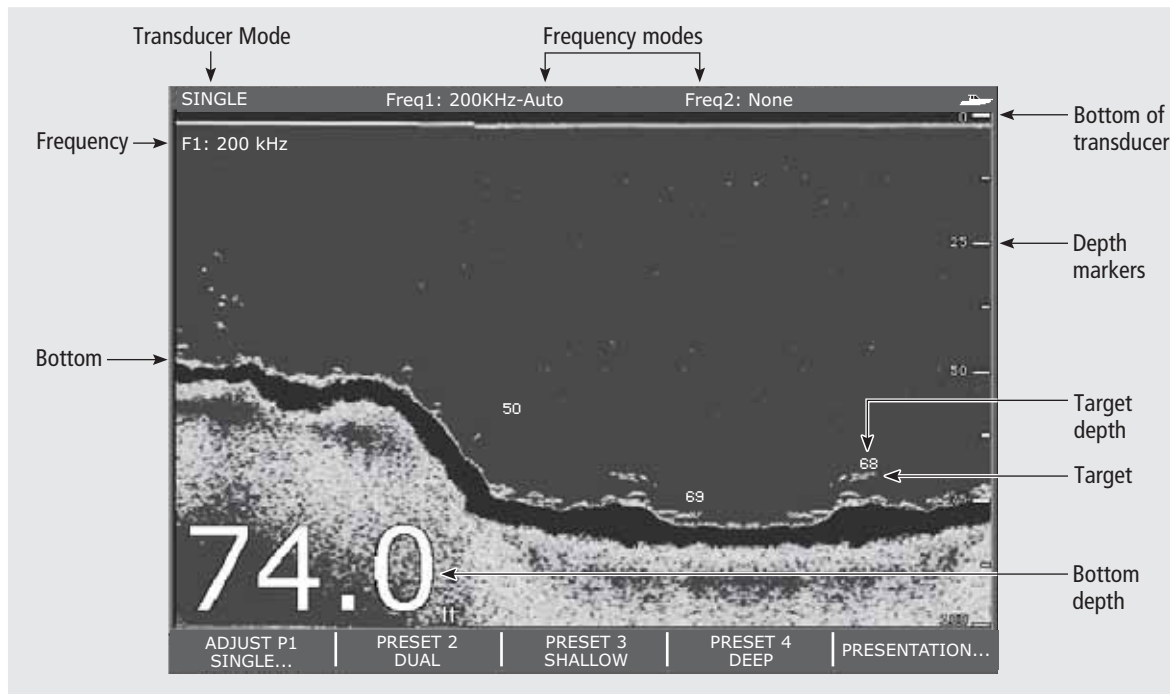 Transducer Mode
Frequency modes
SINGLE
Freq1: 200KHz-Auto
Freq2: None
0
Bottom of
transducer
Frequency
F1: 200 kHz
25
Depth
markers
Bottom
50
50
Target
depth
68
Target
69
74.0
ft
Bottom
depth
ADJUST P1
SINGLE...
PRESET 2
DUAL
PRESET 3
SHALLOW
PRESET 4
DEEP
PRESENTATION...